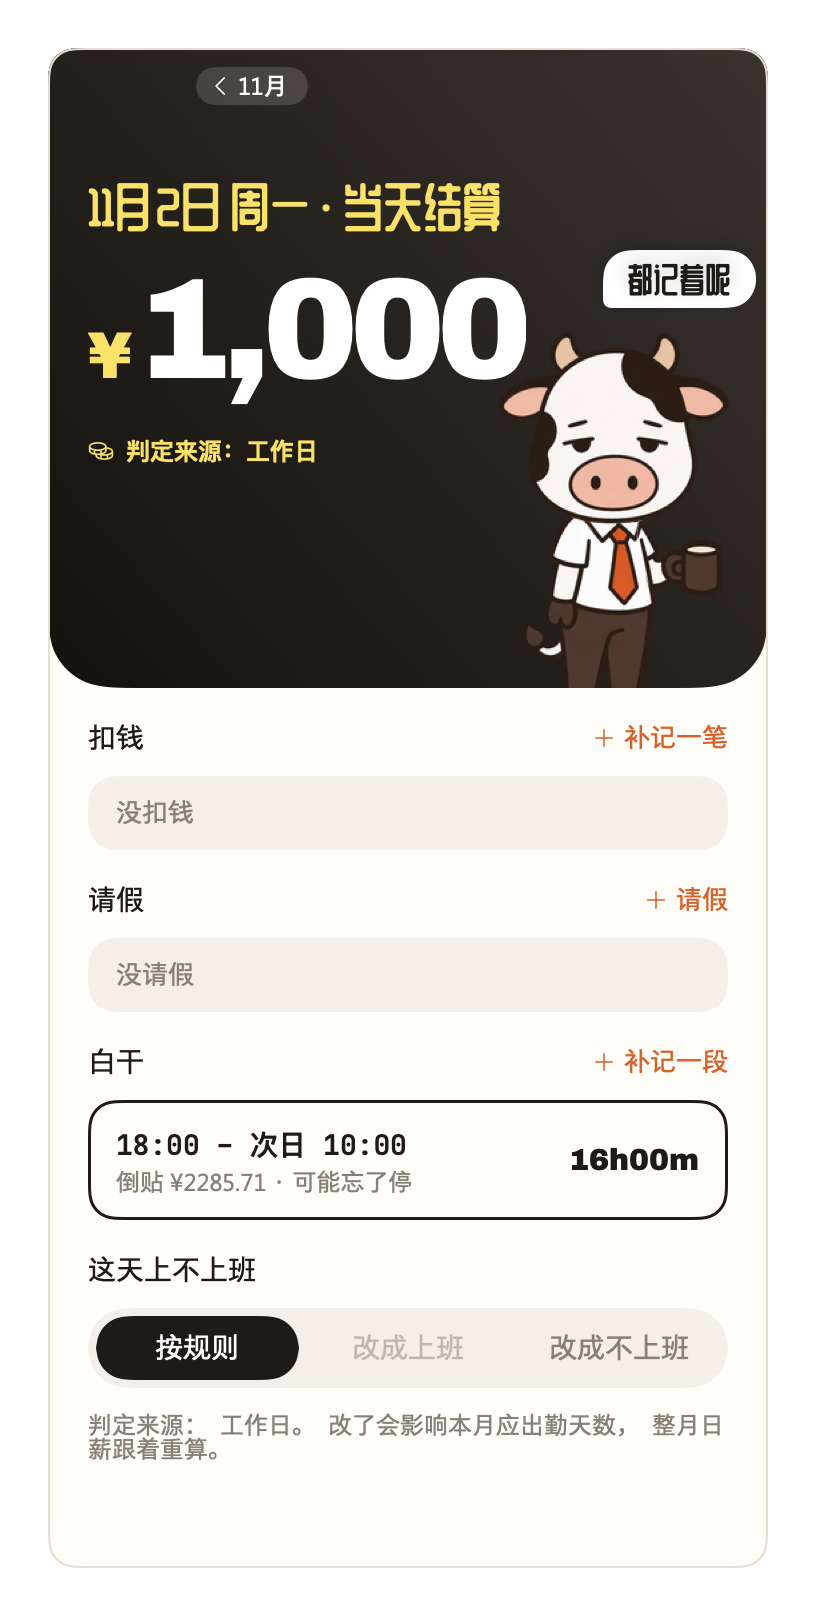 11月
11月2日 周一 · 当天结算
都记着呢
¥1,000
判定来源：工作日
扣钱
＋ 补记一笔
没扣钱
请假
＋ 请假
没请假
白干
＋ 补记一段
18:00 – 次日 10:00
16h00m
倒贴 ¥2285.71 · 可能忘了停
这天上不上班
按规则
改成上班
改成不上班
判定来源： 工作日。 改了会影响本月应出勤天数， 整月日
薪跟着重算。